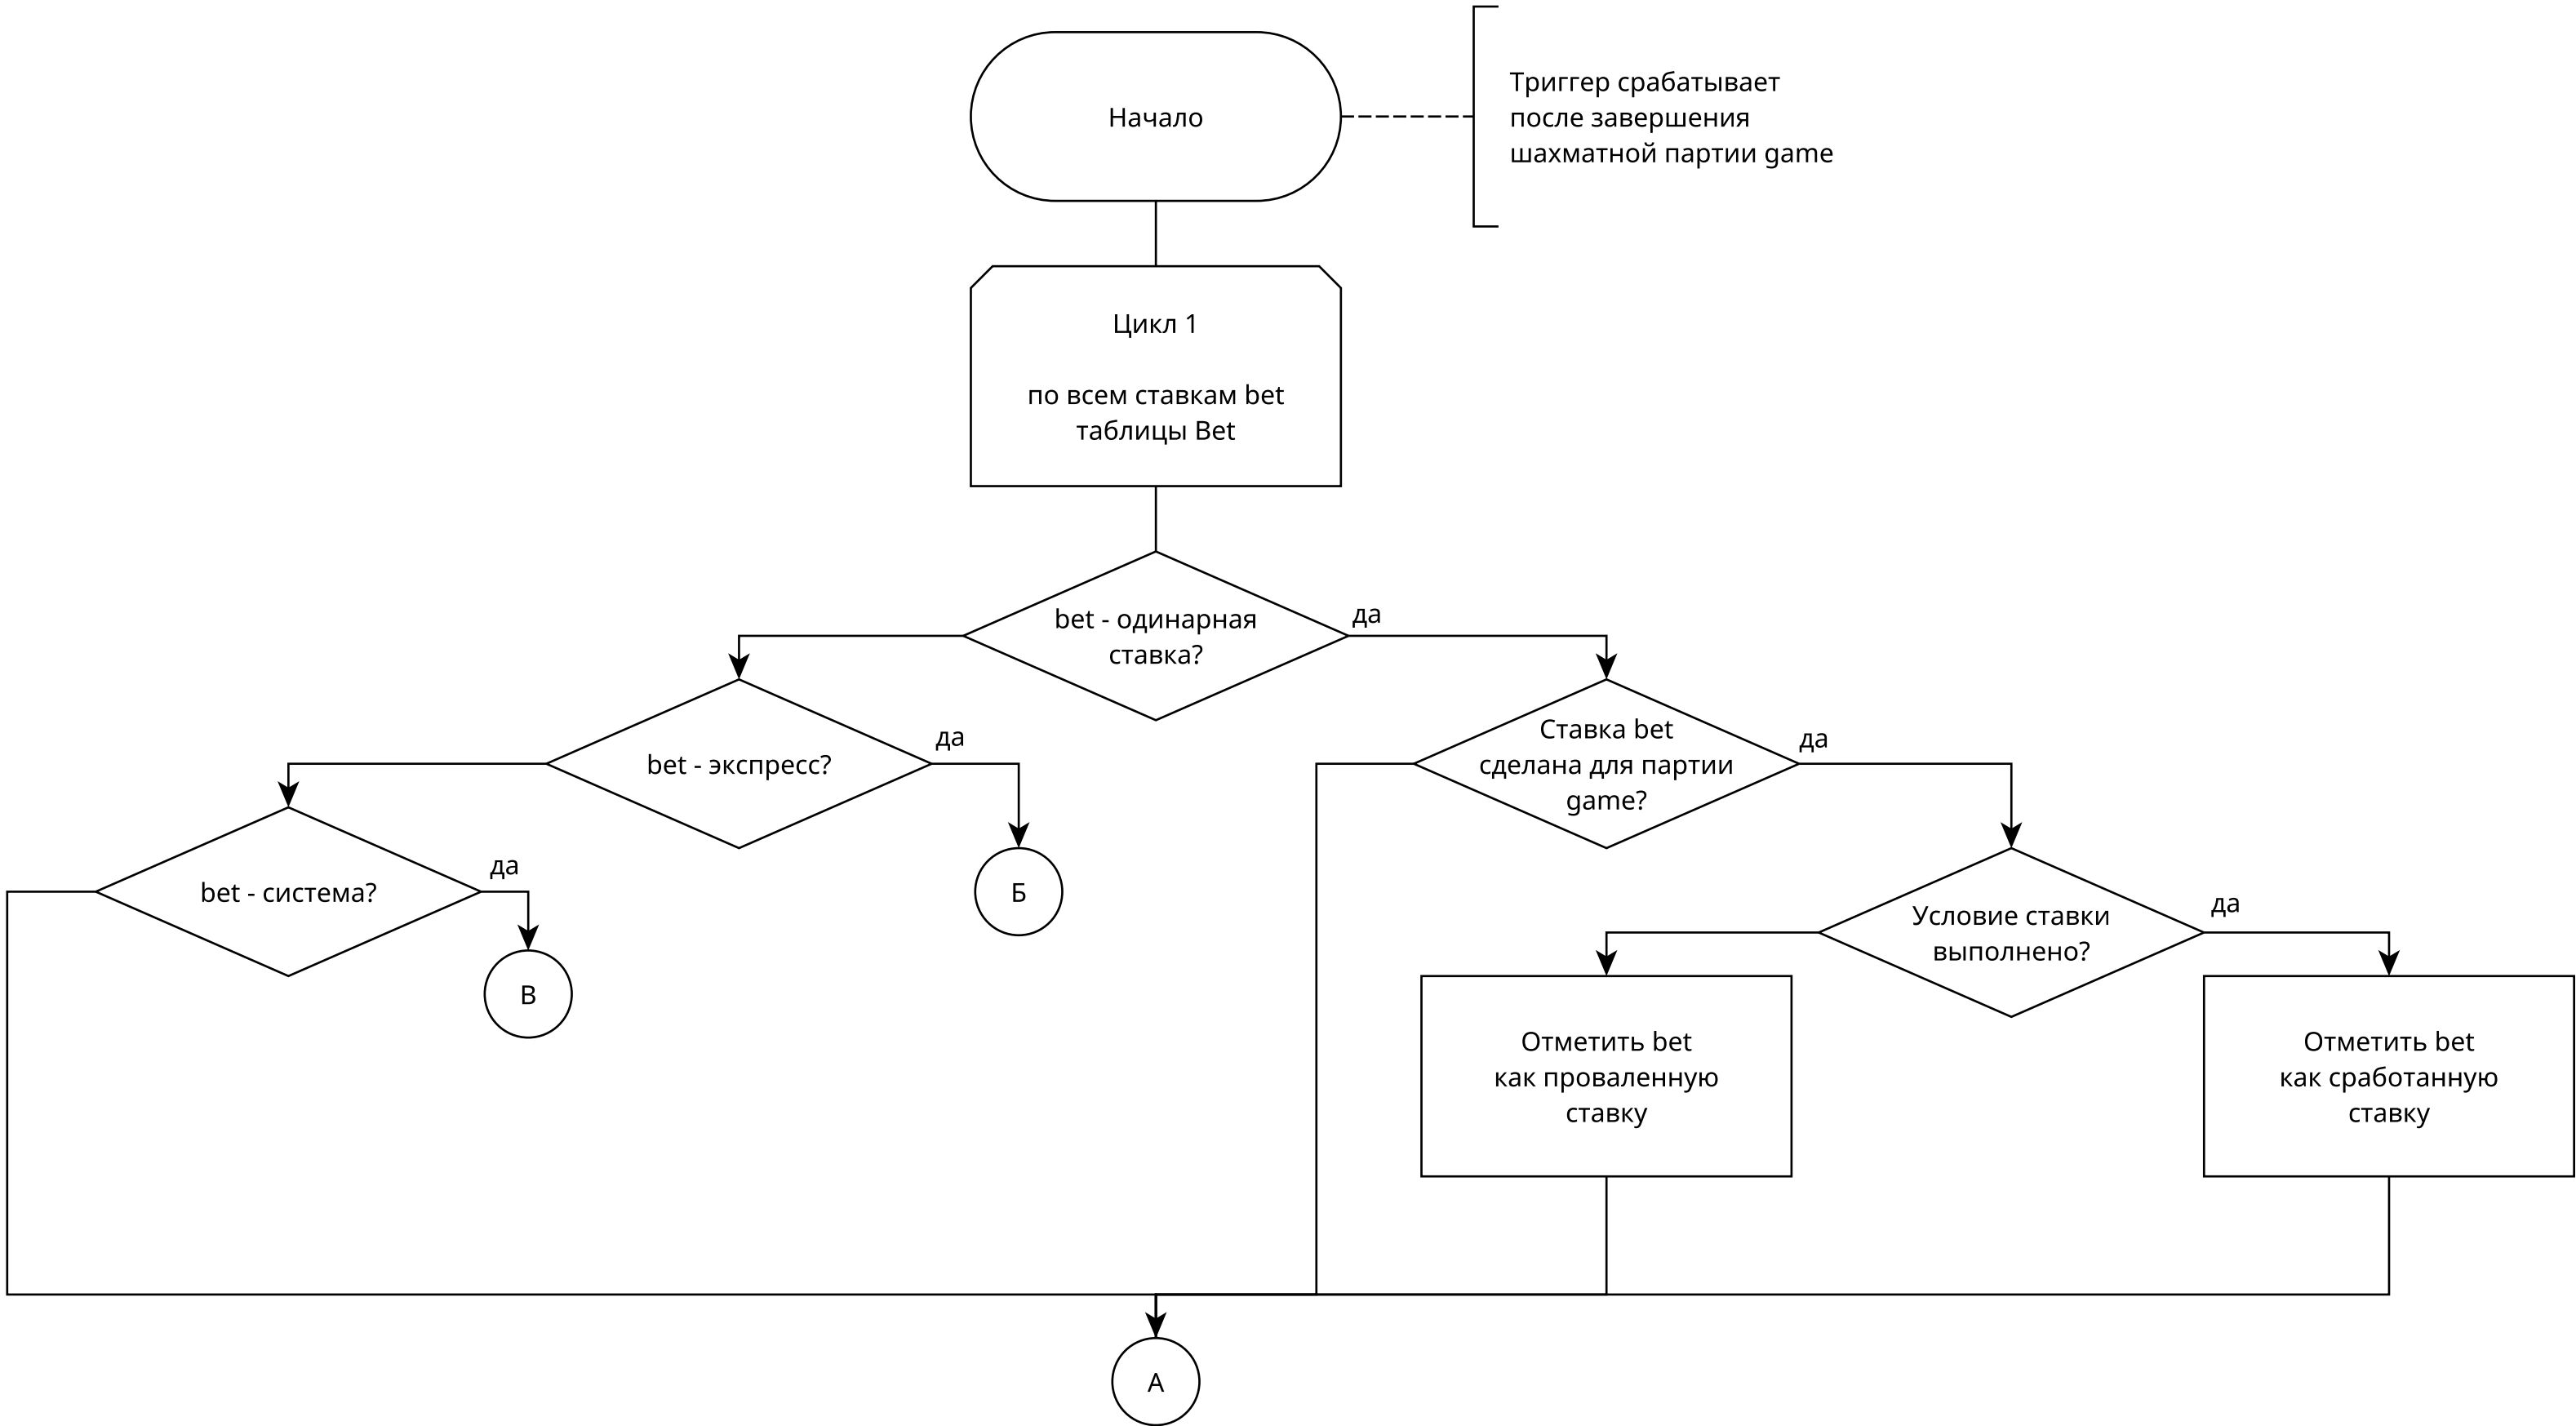 Начало
Триггер срабатывает
после завершения
шахматной партии game
Цикл 1
по всем ставкам bet
таблицы Bet
bet - одинарная
ставка?
да
bet - экспресс?
да
Ставка bet
сделана для партии
game?
да
bet - система?
да
Б
В
Условие ставки
выполнено?
да
Отметить bet
как проваленную
ставку
Отметить bet
как сработанную
ставку
А